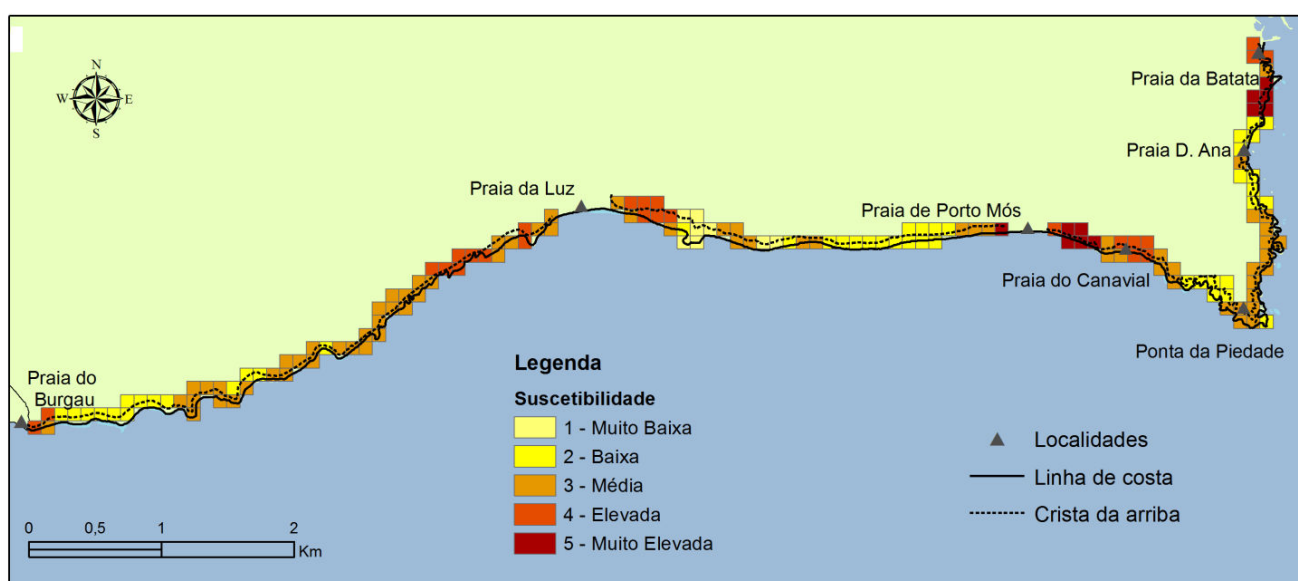 N
W E
S
Praia da Batata
Praia D. Ana
Praia da Luz
Praia de Porto Mós
Praia do Canavial
Ponta da Piedade
Praia do
Burgau
Legenda
Suscetibilidade
1 - Muito Baixa
2 - Baixa
3 - Média
4 - Elevada
5 - Muito Elevada
Localidades
Linha de costa
Crista da arriba
0 0,5 1 2
Km